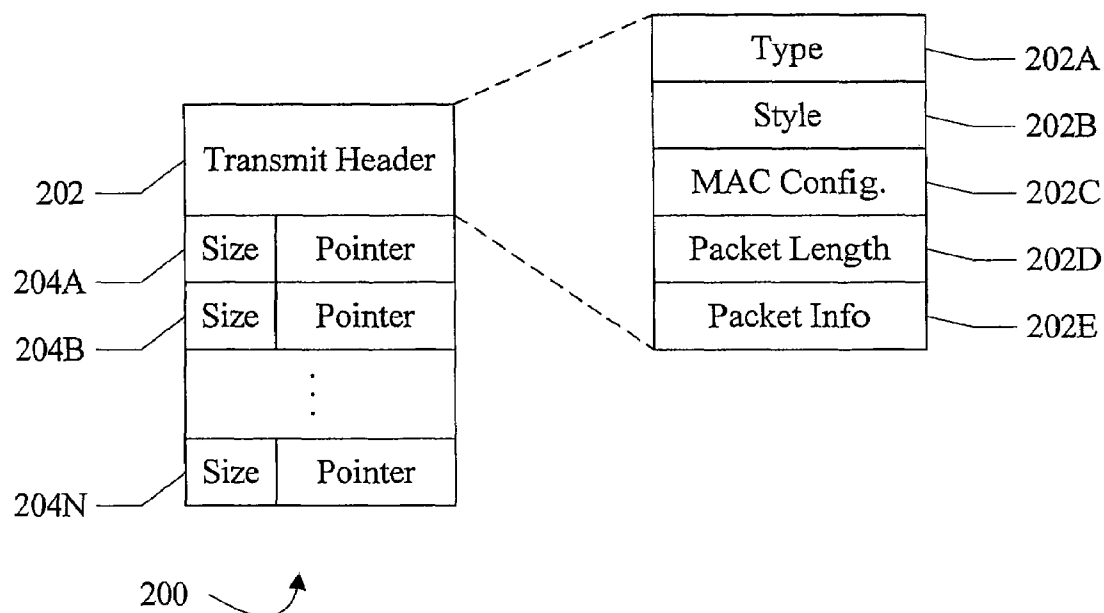 Type
202A
Style
202B
Transmit Header
202
MAC Config.
202C
Size Pointer
204A
Packet Length
202D
Size Pointer
204B
Packet Info
202E
Size Pointer
204N
200